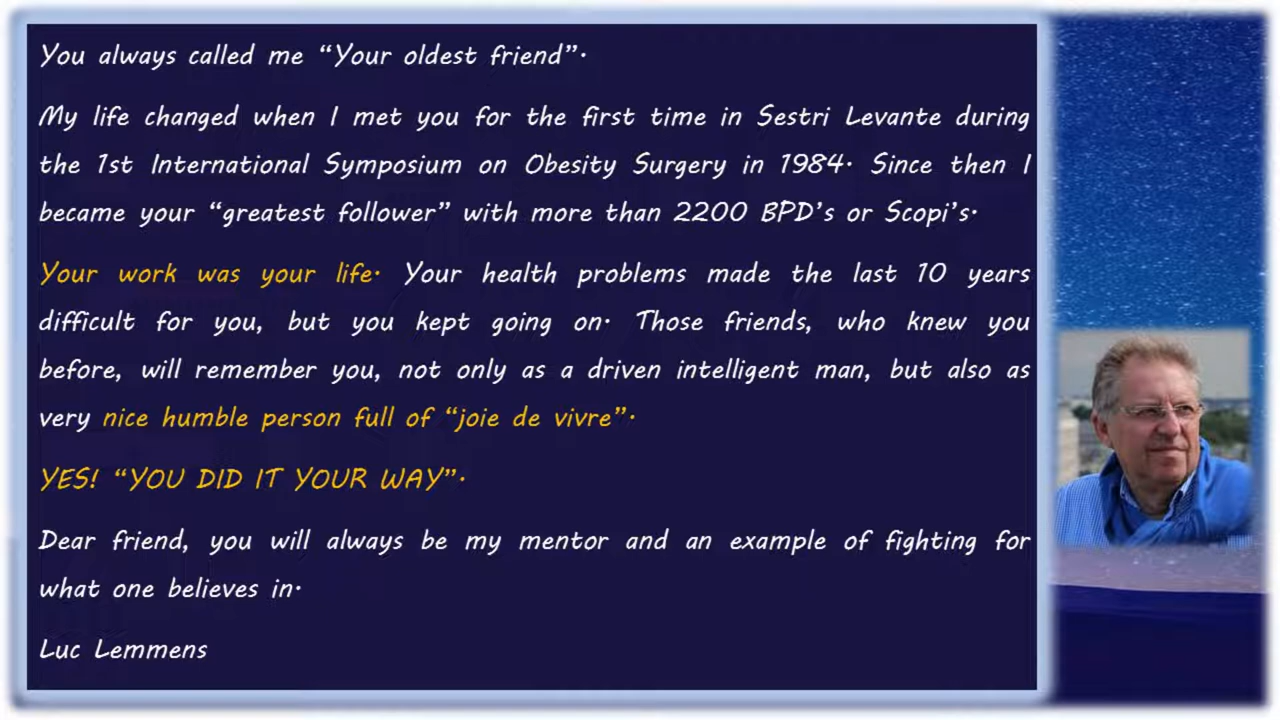 You always called me “Your oldest friend”.
My life changed when I met you for the first time in Sestri Levante during
the 1st International Symposium on Obesity Surgery in 1984. Since then I
became your “greatest follower” with more than 2200 BPD’s or Scopi’s.
Your work was your life. Your health problems made the last 10 years
difficult for you, but you kept going on. Those friends, who knew you
before, will remember you, not only as a driven intelligent man, but also as
very nice humble person full of “joie de vivre”.
YES! “YOU DID IT YOUR WAY”.
Dear friend, you will always be my mentor and an example of fighting for
what one believes in.
Luc Lemmens